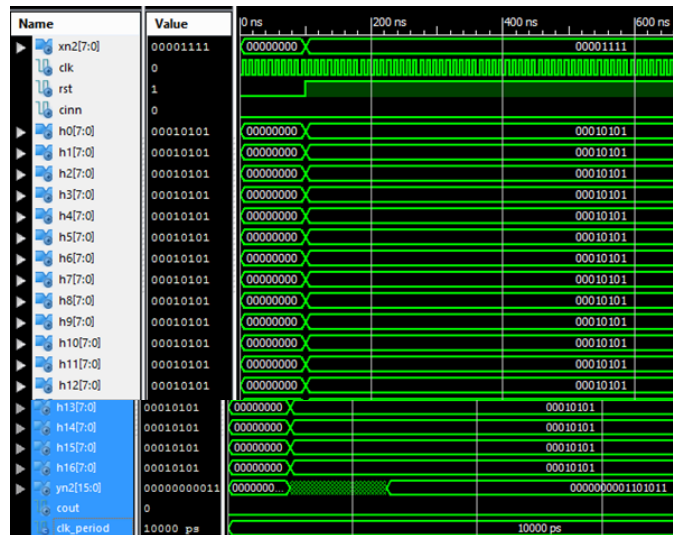 Name Value 0 ns 200 ns 400 ns 600 ns
xn2[7:0] 00001111 00000000 00001111
clk 0
rst 1
cinn 0
h0[7:0] 00010101 00000000 00010101
h1[7:0] 00010101 00000000 00010101
h2[7:0] 00010101 00000000 00010101
h3[7:0] 00010101 00000000 00010101
h4[7:0] 00010101 00000000 00010101
h5[7:0] 00010101 00000000 00010101
h6[7:0] 00010101 00000000 00010101
h7[7:0] 00010101 00000000 00010101
h8[7:0] 00010101 00000000 00010101
h9[7:0] 00010101 00000000 00010101
h10[7:0] 00010101 00000000 00010101
h11[7:0] 00010101 00000000 00010101
h12[7:0] 00010101 00000000 00010101
h13[7:0] 00010101 00000000 00010101
h14[7:0] 00010101 00000000 00010101
h15[7:0] 00010101 00000000 00010101
h16[7:0] 00010101 00000000 00010101
yn2[15:0] 00000000011 0000000... 0000000001101011
cout 0
clk_period 10000 ps 10000 ps